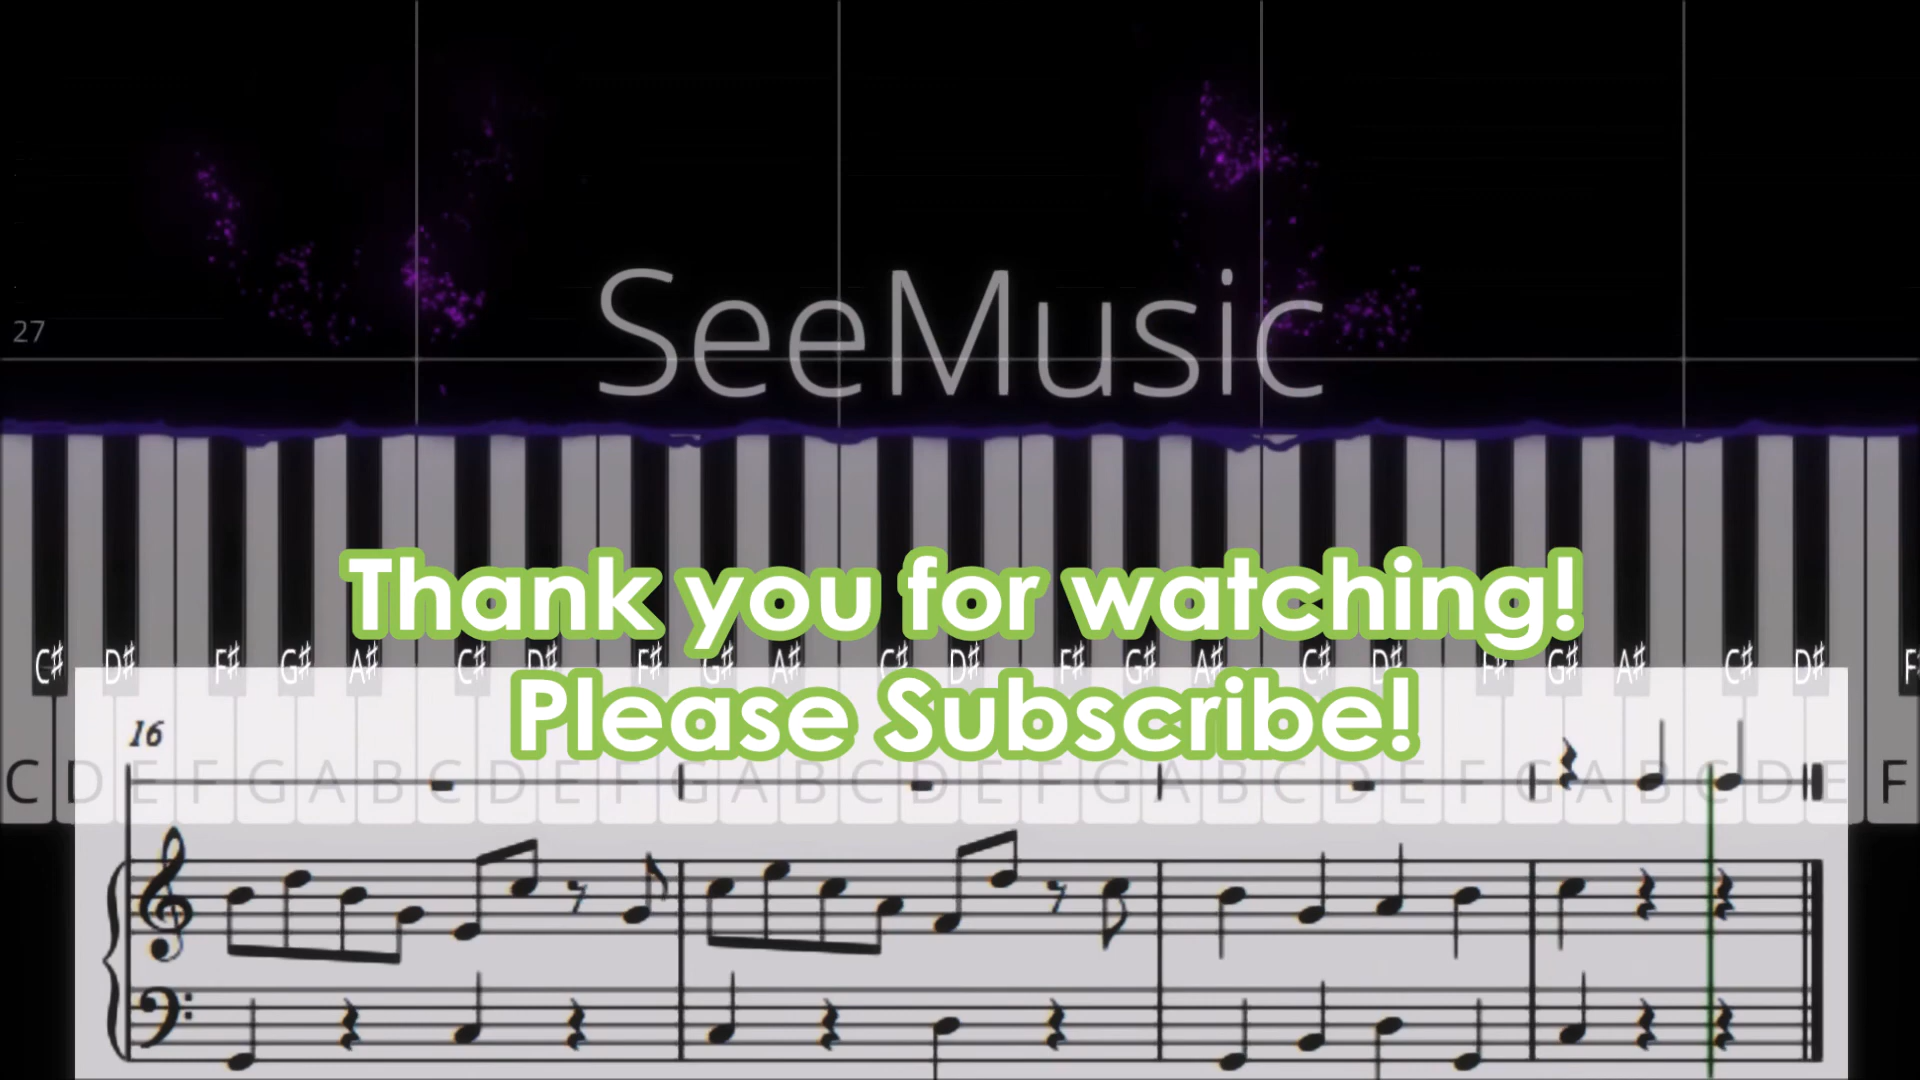 SeeMusic
27
Thank you for watching!
C# D# F# G# A# C# D# F# G# A# C# D# F# G# A# C# D# F# G# A# C# D# F
Please Subscribe!
16
C D E F G A B C D E F G A B C D E F G A B C D E F G A B C D E F